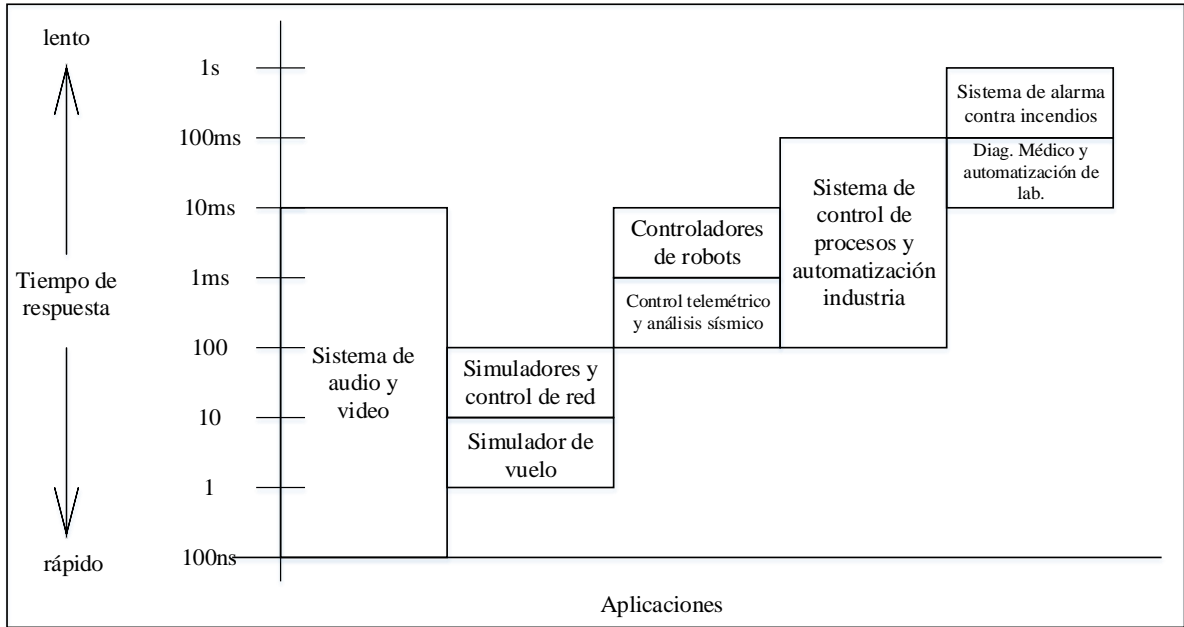 lento
Tiempo de
respuesta
rápido
1s
100ms
10ms
1ms
100
10
1
100ns
Sistema de
audio y
video
Simuladores y
control de red
Simulador de
vuelo
Controladores
de robots
Control telemétrico
y análisis sísmico
Sistema de
control de
procesos y
automatización
industria
Sistema de alarma
contra incendios
Diag. Médico y
automatización de
lab.
Aplicaciones